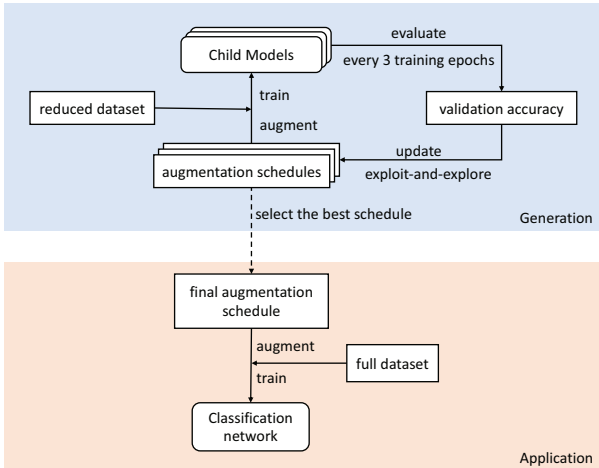 Child Models
evaluate
every 3 training epochs
reduced dataset
train
augment
validation accuracy
update
exploit-and-explore
augmentation schedules
select the best schedule
Generation
final augmentation
schedule
augment
train
full dataset
Classification
network
Application